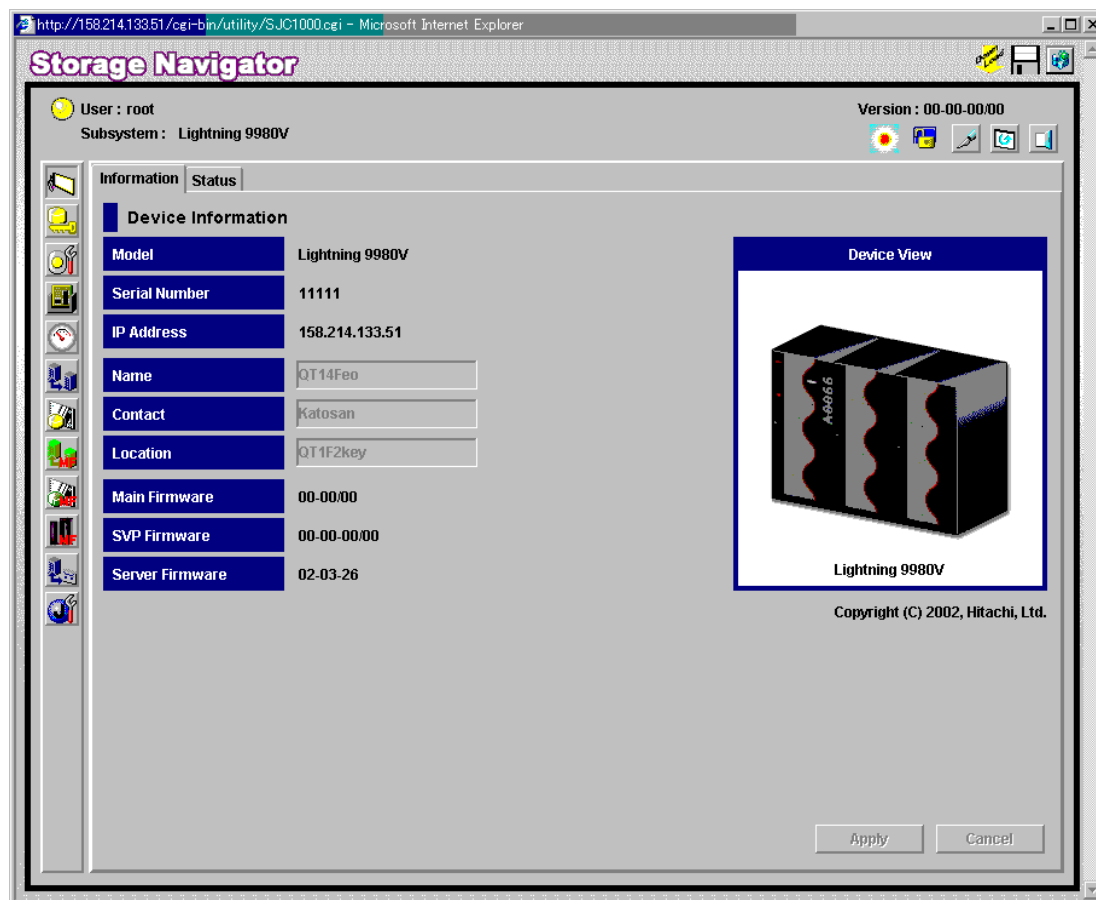 http://158.214.133.51/cgi-bin/utility/SJC1000.cgi - Microsoft Internet Explorer
Storage Navigator
User : root
Version : 00-00-00/00
Subsystem : Lightning 9980V
Information Status
Device Information
Model Lightning 9980V
Device View
Serial Number 11111
IP Address 158.214.133.51
Name QT14Feo
Contact Katosan
Location QT1F2key
Main Firmware 00-00/00
SVP Firmware 00-00-00/00
Server Firmware 02-03-26
Lightning 9980V
Copyright (C) 2002, Hitachi, Ltd.
Apply Cancel